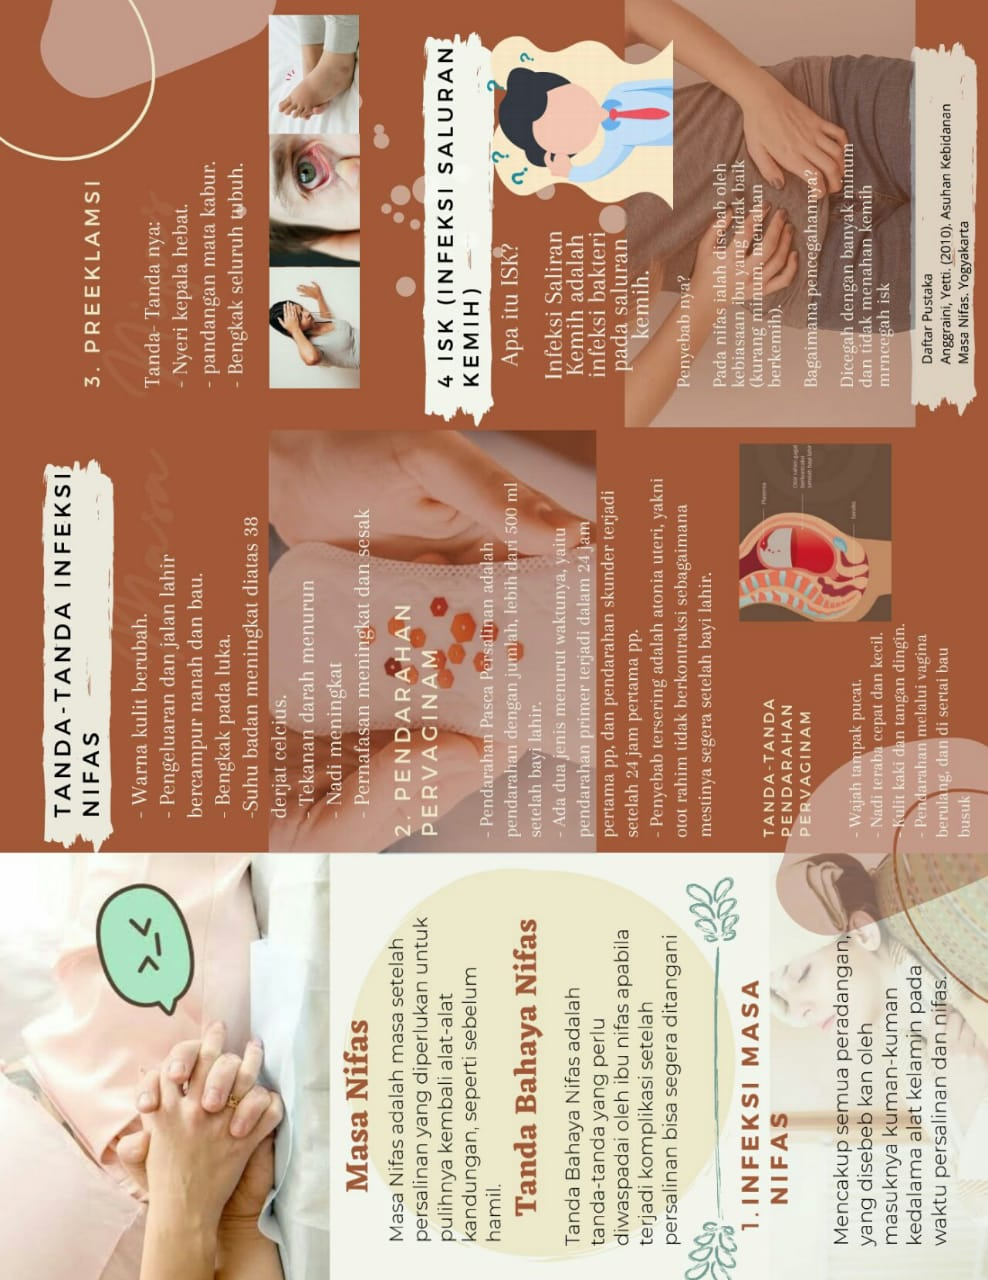 Masa Nifas
Masa Nifas adalah masa setelah
persalinan yang diperlukan untuk
pulihnya kembali alat-alat
kandungan, seperti sebelum
hamil.
Tanda Bahaya Nifas
Tanda Bahaya Nifas adalah
tanda-tanda yang perlu
diwaspadai oleh ibu nifas apabila
terjadi komplikasi setelah
persalinan bisa segera ditangani
1. INFEKSI MASA
NIFAS
Mencakup semua peradangan,
yang disebeb kan oleh
masuknya kuman-kuman
kedalama alat kelamin pada
waktu persalinan dan nifas.
TANDA-TANDA INFEKSI
NIFAS
Masa
- Warna kulit berubah.
- Pengeluaran dan jalan lahir
bercampur nanah dan bau.
- Bengkak pada luka.
-Suhu badan meningkat diatas 38
derjat celcius.
- Tekanan darah menurun
- Nadi meningkat
- Pernafasan meningkat dan sesak
2. PENDARAHAN
PERVAGINAM
- Pendarahan Pasca Persalinan adalah
pendarahan dengan jumlah, lebih dari 500 ml
setelah bayi lahir.
- Ada dua jenis menurut wakunya, yaitu
pendarahan primer terjadi dalam 24 jam
pertama pp, dan pendarahan skunder terjadi
setelah 24 jam pertama pp.
- Penyebab tersering adalah atonia uteri, yakni
otot rahim tidak berkontraksi sebagaimana
mestinya segera setelah bayi lahir.
TANDA-TANDA
PENDARAHAN
PERVAGINAM
- Wajah tampak pucat.
- Nadi teraba cepat dan kecil.
- Kulit kaki dan tangan dingin.
- Pendarahan melalui vagina
berulang dan di sertai bau
busuk
Plasenta
3. PREEKLAMSI
Tanda- Tanda nya:
- Nyeri kepala hebat.
- pandangan mata kabur.
- Bengkak seluruh tubuh.
4 ISK (INFEKSI SALURAN
KEMIH)
Apa itu ISK?
Infeksi Saliran
Kemih adalah
infeksi bakteri
pada saluran
kemih.
Penyebab nya?
Pada nifas ialah disebab oleh
kebiasaan ibu yang tidak baik
(kurang minum, menahan
berkemih).
Bagaimana pencegahannya?
Dicegah dengan banyak minum
dan tidak menahan kemih
mrncegah isk
Daftar Pustaka
Anggraini, Yetti. (2010). Asuhan Kebidanan
Masa Nifas. Yogyakarta